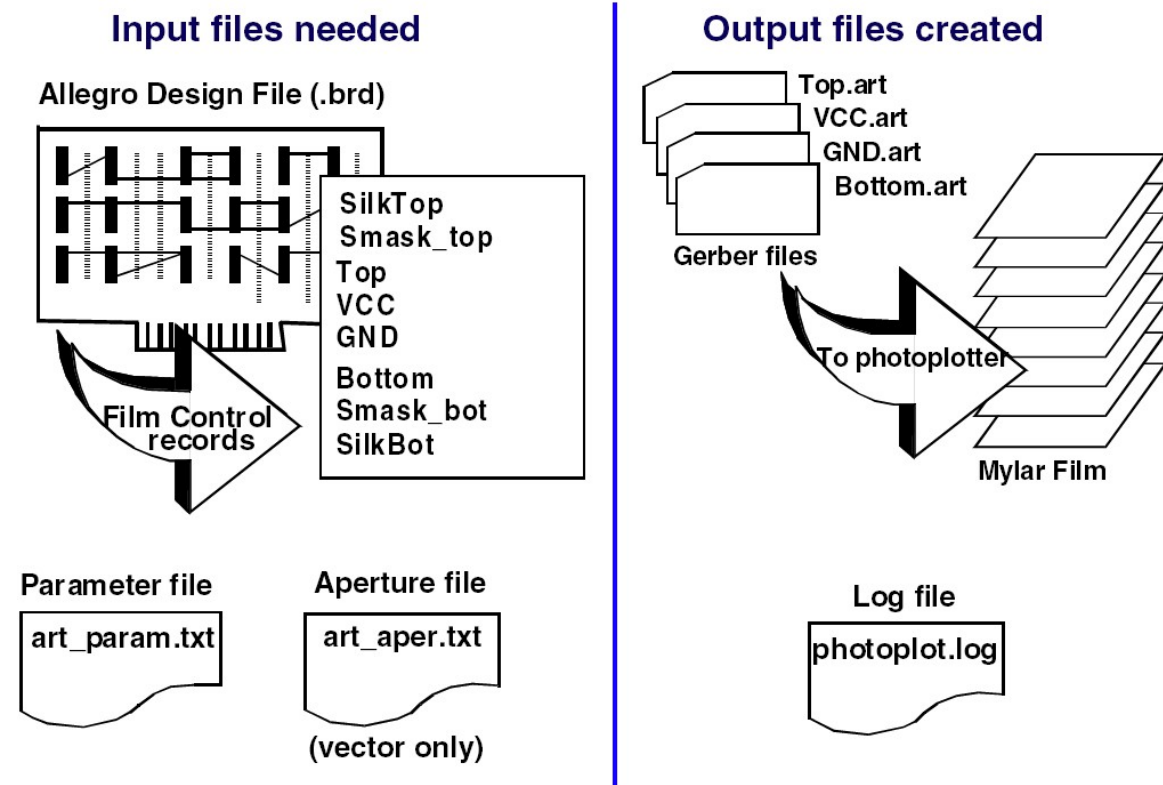 Input files needed
Allegro Design File (.brd)
SilkTop
Smask_top
Top
VCC
GND
Bottom
Smask_bot
SilkBot
Film Control
records
Parameter file
art_param.txt
Aperture file
art_aper.txt
(vector only)
Output files created
Top.art
VCC.art
GND.art
Bottom.art
Gerber files
To photoplotter
Mylar Film
Log file
photoplot.log